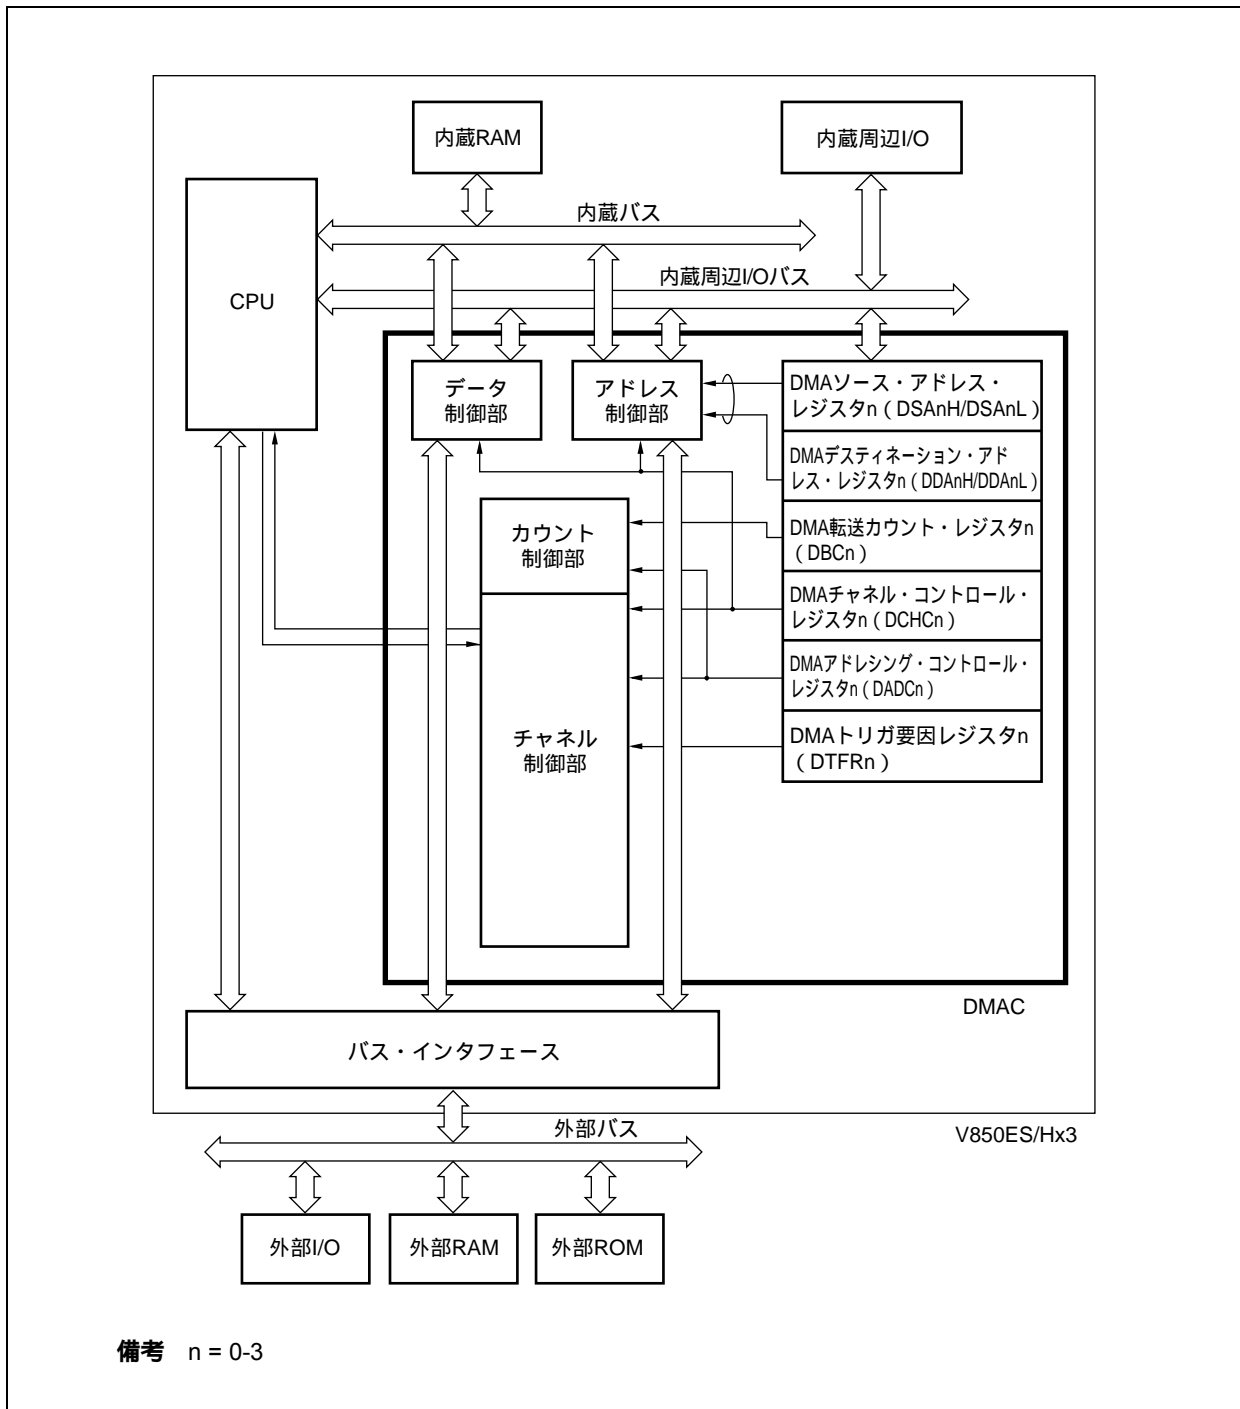 内蔵RAM
内蔵周辺I/O
内蔵バス
内蔵周辺I/Oバス
CPU
データ
制御部
アドレス
制御部
DMAソース・アドレス・
レジスタn（DSAnH/DSAnL）
DMAデスティネーション・アド
レス・レジスタn（DDAnH/DDAnL）
カウント
制御部
DMA転送カウント・レジスタn
（DBCn）
DMAチャネル・コントロール・
レジスタn（DCHCn）
DMAアドレシング・コントロール・
レジスタn（DADCn）
チャネル
制御部
DMAトリガ要因レジスタn
（DTFRn）
DMAC
バス・インタフェース
外部バス
V850ES/Hx3
外部I/O
外部RAM
外部ROM
備考 n = 0-3